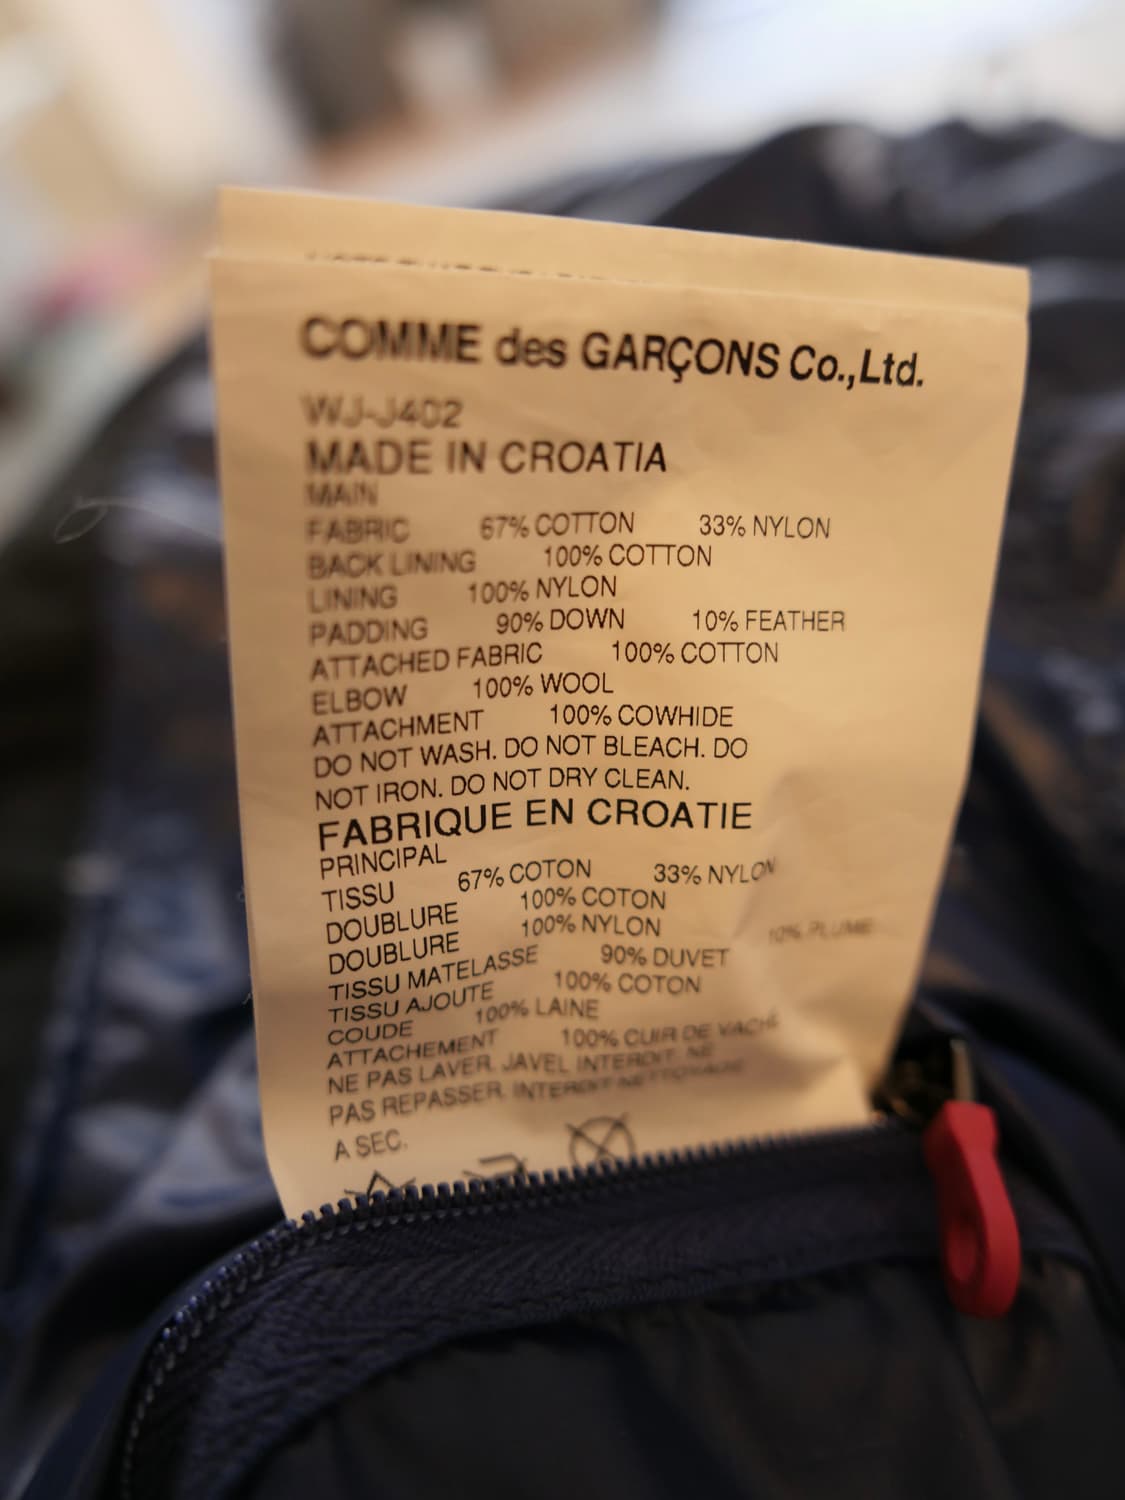 COMME des GARÇONS Co.,Ltd.
WJ-J402
MADE IN CROATIA
MAIN
FABRIC 67% COTTON 33% NYLON
BACK LINING 100% COTTON
LINING 100% NYLON
PADDING 90% DOWN 10% FEATHER
ATTACHED FABRIC 100% COTTON
ELBOW 100% WOOL
ATTACHMENT 100% COWHIDE
DO NOT WASH. DO NOT BLEACH. DO
NOT IRON. DO NOT DRY CLEAN.
FABRIQUE EN CROATIE
PRINCIPAL
TISSU 67% COTON 33% NYLON
DOUBLURE 100% COTON
DOUBLURE 100% NYLON
TISSU MATELASSE 90% DUVET 10% PLUME
TISSU AJOUTE 100% COTON
COUDE 100% LAINE
ATTACHEMENT 100% CUIR DE VACHE
NE PAS LAVER. JAVEL INTERDIT. NE
PAS REPASSER. INTERDIT NETTOYAGE
A SEC.